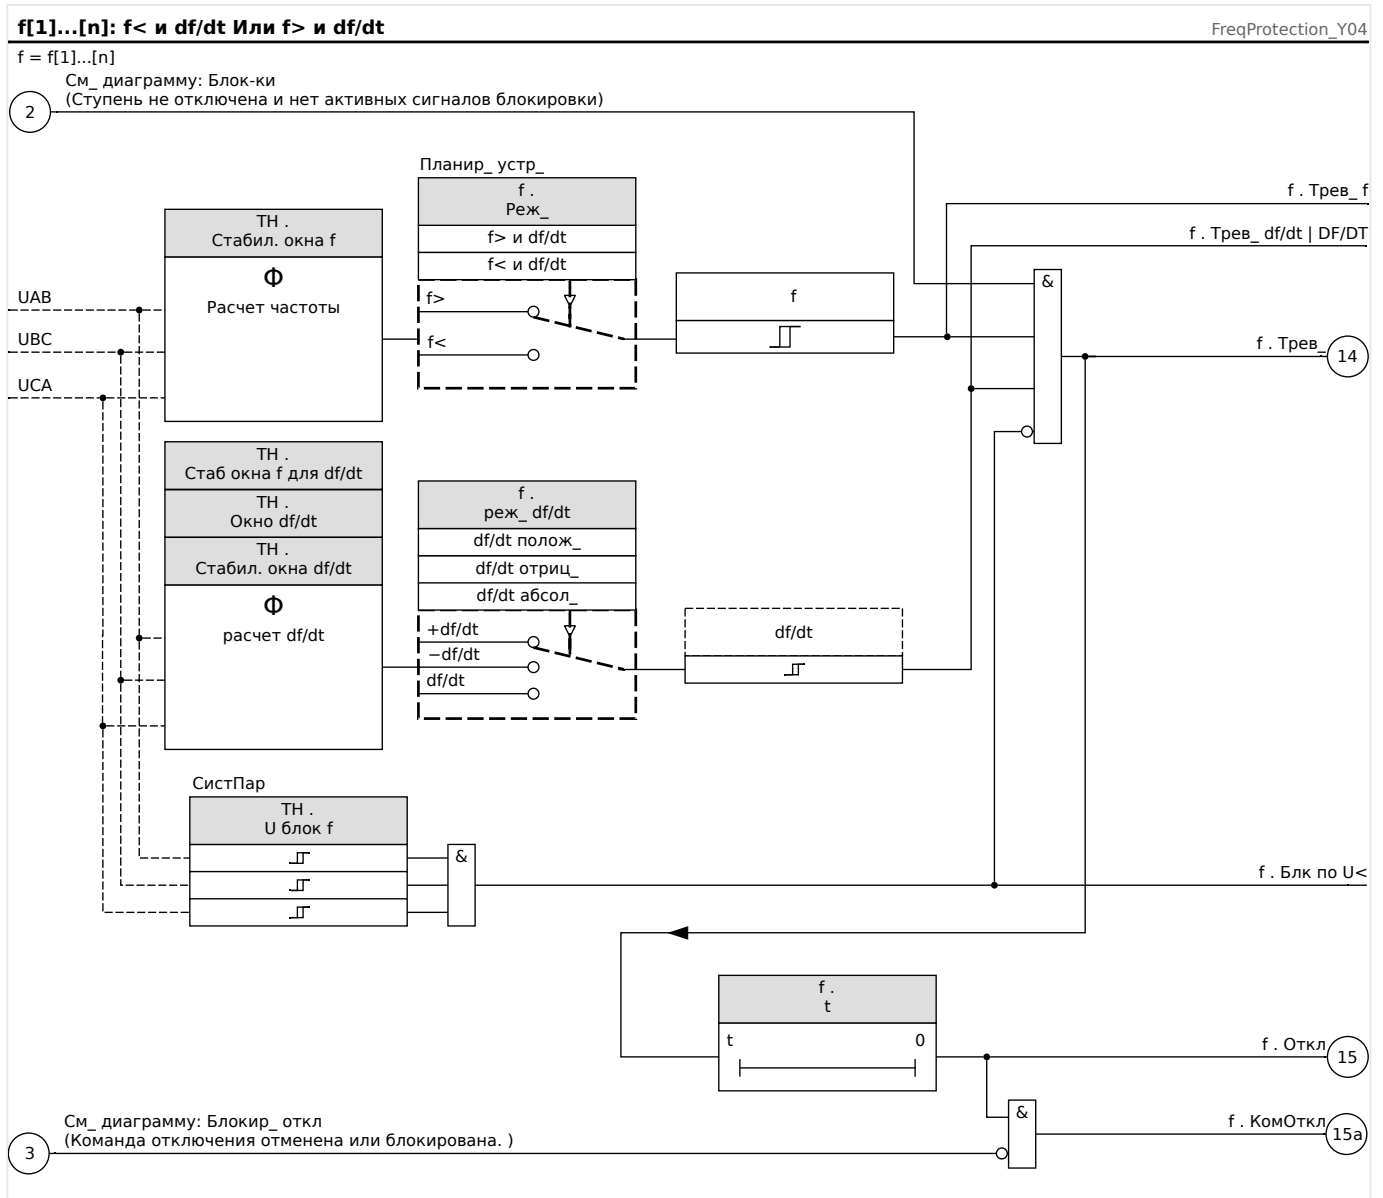 f[1]...[n]: f< и df/dt Или f> и df/dt
FreqProtection_Y04
f = f[1]...[n]
См_ диаграмму: Блок-ки
(Ступень не отключена и нет активных сигналов блокировки)
2
Планир_ устр_
f .
Реж_
f> и df/dt
f< и df/dt
f>
f<
ТН .
Стабил. окна f
Ф
Расчет частоты
UAB
UBC
UCA
f
f . Трев_ f
f . Трев_ df/dt | DF/DT
&
f . Трев_
14
ТН .
Стаб окна f для df/dt
ТН .
Окно df/dt
ТН .
Стабил. окна df/dt
Ф
расчет df/dt
f .
реж_ df/dt
df/dt полож_
df/dt отриц_
df/dt абсол_
+df/dt
−df/dt
df/dt
df/dt
СистПар
ТН .
U блок f
&
f . Блк по U<
f .
t
t
0
f . Откл
15
&
f . КомОткл
15a
См_ диаграмму: Блокир_ откл
(Команда отключения отменена или блокирована. )
3